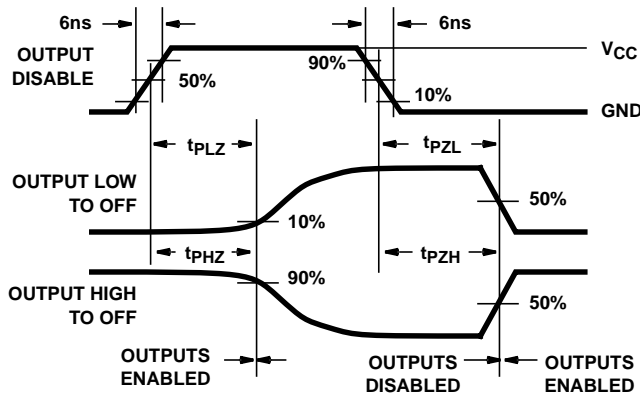 6ns
6ns
OUTPUT
DISABLE
50%
90%
10%
VCC
GND
tPLZ
tPZL
OUTPUT LOW
TO OFF
10%
50%
tPHZ
tPZH
OUTPUT HIGH
TO OFF
90%
50%
OUTPUTS
ENABLED
OUTPUTS
DISABLED
OUTPUTS
ENABLED